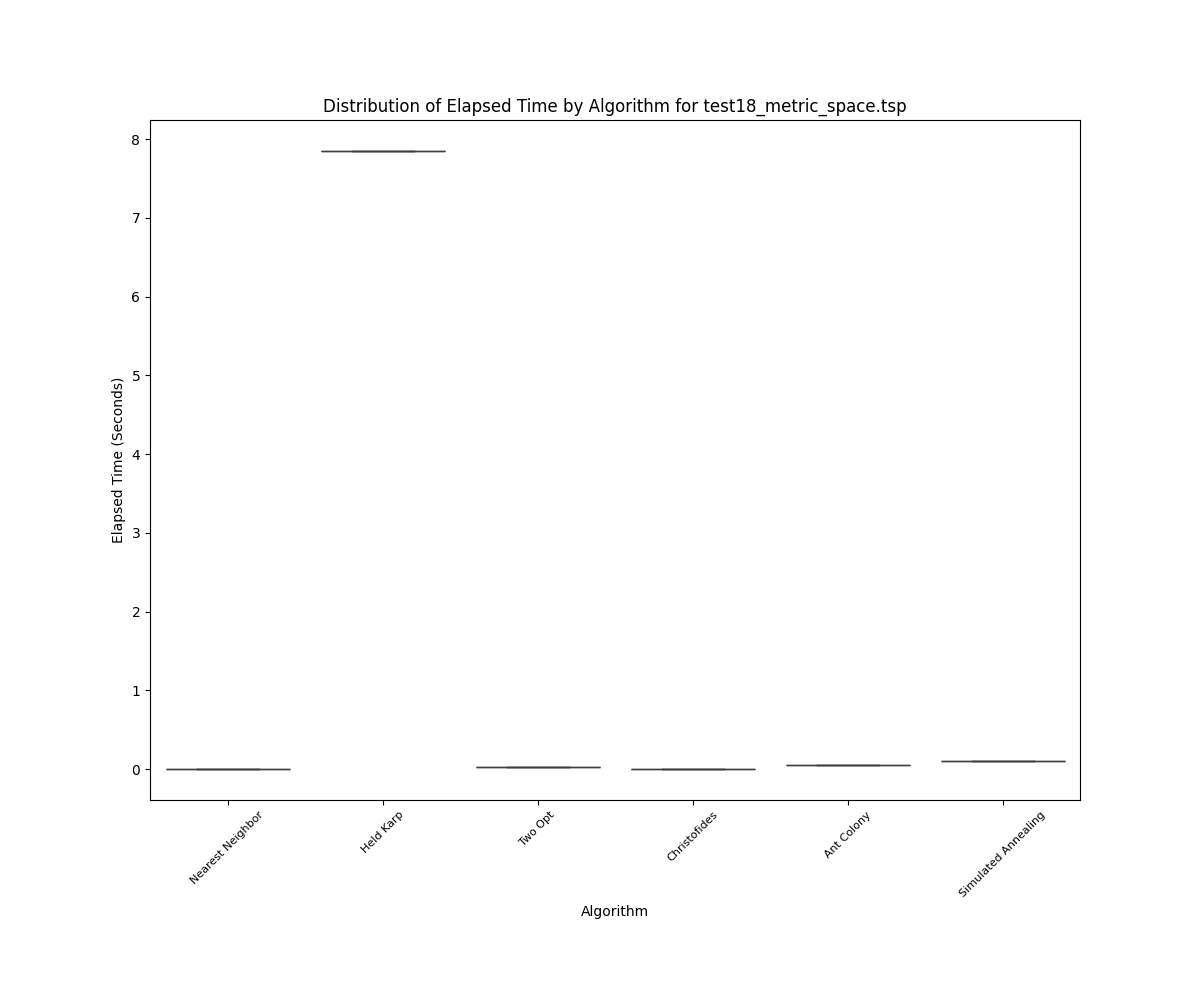 Distribution of Elapsed Time by Algorithm for test18_metric_space.tsp
8
7
6
5
4
3
2
1
0
Elapsed Time (Seconds)
Nearest Neighbor
Held Karp
Two Opt
Christofides
Ant Colony
Simulated Annealing
Algorithm